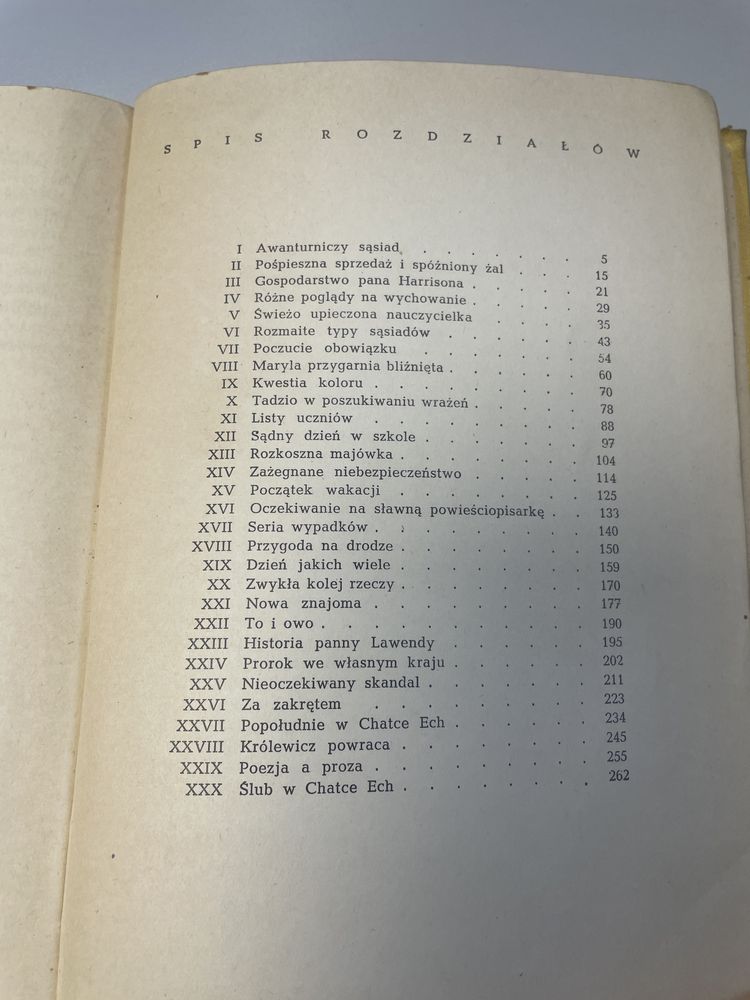 SPIS ROZDZIAŁÓW
I Awanturniczy sąsiad . . . . . . 5
II Pośpieszna sprzedaż i spóźniony żal . . . 15
III Gospodarstwo pana Harrisona . . . . 21
IV Różne poglądy na wychowanie . . . . 29
V Świeżo upieczona nauczycielka . . . . 35
VI Rozmaite typy sąsiadów . . . . . 43
VII Poczucie obowiązku . . . . . . 54
VIII Maryla przygarnia bliźnięta . . . . . 60
IX Kwestia koloru . . . . . . . . 70
X Tadzio w poszukiwaniu wrażeń . . . . 78
XI Listy uczniów . . . . . . . . 88
XII Sądny dzień w szkole . . . . . . 97
XIII Rozkoszna majówka . . . . . . . 104
XIV Zażegnane niebezpieczeństwo . . . . 114
XV Początek wakacji . . . . . . . 125
XVI Oczekiwanie na sławną powieściopisarkę . . 133
XVII Seria wypadków . . . . . . . . 140
XVIII Przygoda na drodze . . . . . . . 150
XIX Dzień jakich wiele . . . . . . . 159
XX Zwykła kolej rzeczy . . . . . . . 170
XXI Nowa znajoma . . . . . . . . 177
XXII To i owo . . . . . . . . . . 190
XXIII Historia panny Lawendy . . . . . 195
XXIV Prorok we własnym kraju . . . . . 202
XXV Nieoczekiwany skandal . . . . . . 211
XXVI Za zakrętem . . . . . . . . 223
XXVII Popołudnie w Chatce Ech . . . . . 234
XXVIII Królewicz powraca . . . . . . . 245
XXIX Poezja a proza . . . . . . . . 255
XXX Ślub w Chatce Ech . . . . . . . 262